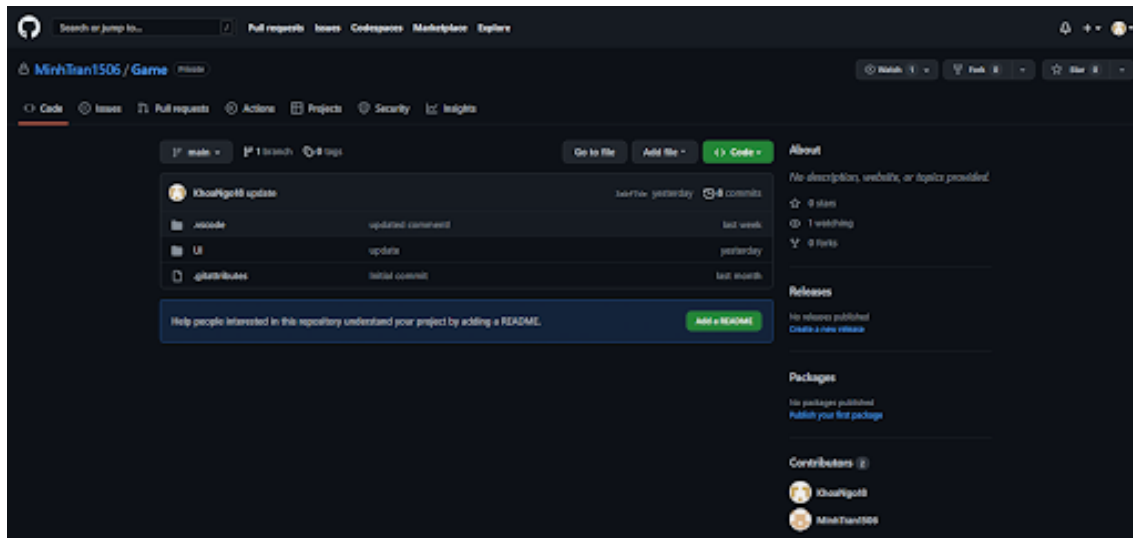 Search or jump to... / Pull requests Issues Codespaces Marketplace Explore
MinhTran1506 / Game Private
Watch 1 Fork 0 Star 0
Code Issues Pull requests Actions Projects Security Insights
main 1 branch 0 tags Go to file Add file Code
update yesterday commits
.vscode updated comment! last week
UI update yesterday
.gitattributes Initial commit last month
Help people interested in this repository understand your project by adding a README. Add a README
About
No description, website, or topics provided.
0 stars
1 watching
0 forks
Releases
No releases published
Create a new release
Packages
No packages published
Publish your first package
Contributors 2
MinhTran1506